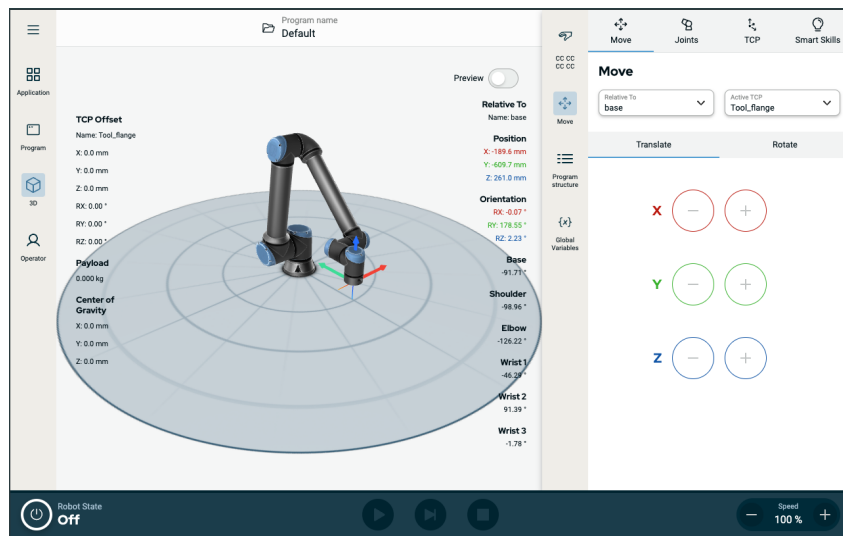 Program name
Default
Application
Program
3D
Operator
TCP Offset
Name: Tool_flange
X: 0.0 mm
Y: 0.0 mm
Z: 0.0 mm
RX: 0.00 °
RY: 0.00 °
RZ: 0.00 °
Payload
0.000 kg
Center of
Gravity
X: 0.0 mm
Y: 0.0 mm
Z: 0.0 mm
Preview
Relative To
Name: base
Position
X: -189.6 mm
Y: -609.7 mm
Z: 261.0 mm
Orientation
RX: -0.07 °
RY: 178.55 °
RZ: 2.23 °
Base
-91.71 °
Shoulder
-98.96 °
Elbow
-126.22 °
Wrist 1
-46.29 °
Wrist 2
91.39 °
Wrist 3
-1.78 °
CC CC
CC CC
Move
Program
structure
{x}
Global
Variables
Move
Joints
TCP
Smart Skills
Move
Relative To
base
Active TCP
Tool_flange
Translate
Rotate
X − +
Y − +
Z − +
Robot State
Off
Speed
− 100 % +